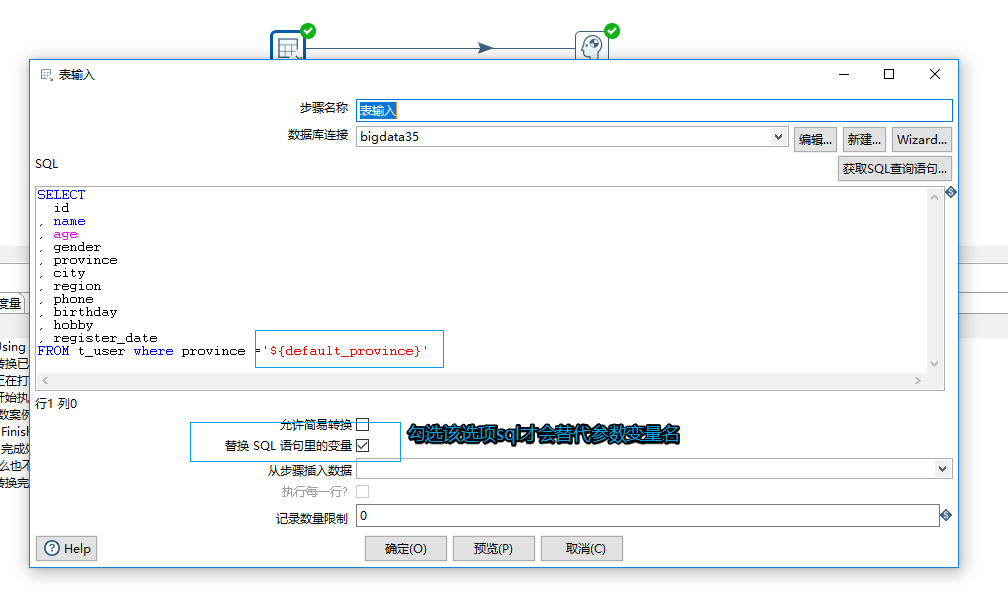 表输入
步骤名称 表输入
数据库连接 bigdata35 编辑... 新建... Wizard...
SQL
获取SQL查询语句...
SELECT
id
, name
, age
, gender
, province
, city
, region
, phone
, birthday
, hobby
, register_date
FROM t_user where province ='${default_province}'
行1 列0
允许简易转换
替换 SQL 语句里的变量
勾选该选项sql才会替代参数变量名
从步骤插入数据
执行每一行?
记录数量限制 0
Help 确定(O) 预览(P) 取消(C)
度量
Using
转换已
正在打
开始执
数案例
Finish
完成处
么也不
转换完